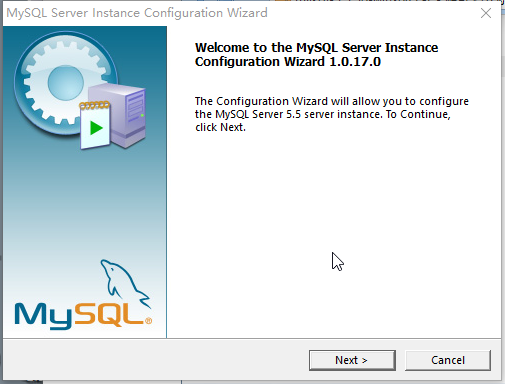 MySQL Server Instance Configuration Wizard
Welcome to the MySQL Server Instance
Configuration Wizard 1.0.17.0
The Configuration Wizard will allow you to configure
the MySQL Server 5.5 server instance. To Continue,
click Next.
MySQL®
Next >
Cancel